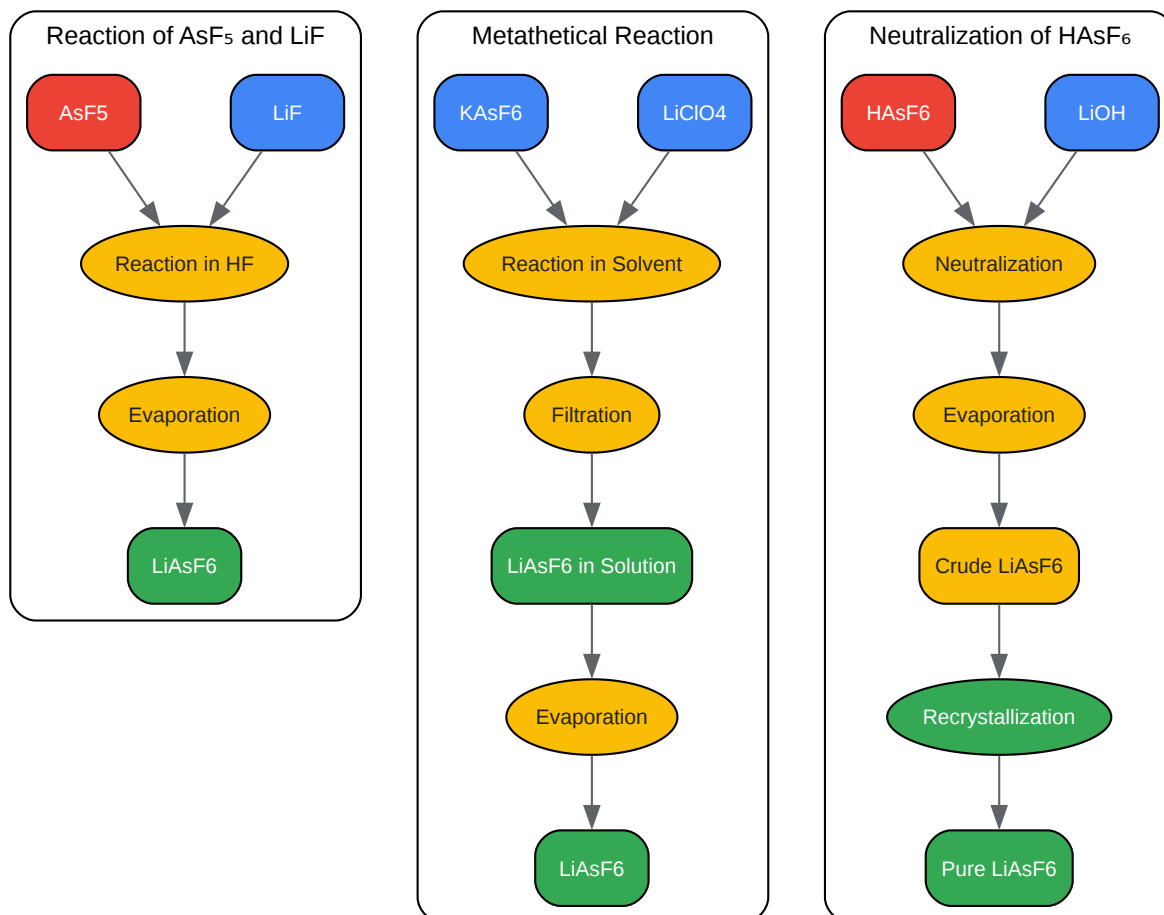 Reaction of AsF₅ and LiF
AsF5
LiF
Reaction in HF
Evaporation
LiAsF6
Metathetical Reaction
KAsF6
LiClO4
Reaction in Solvent
Filtration
LiAsF6 in Solution
Evaporation
LiAsF6
Neutralization of HAsF₆
HAsF6
LiOH
Neutralization
Evaporation
Crude LiAsF6
Recrystallization
Pure LiAsF6